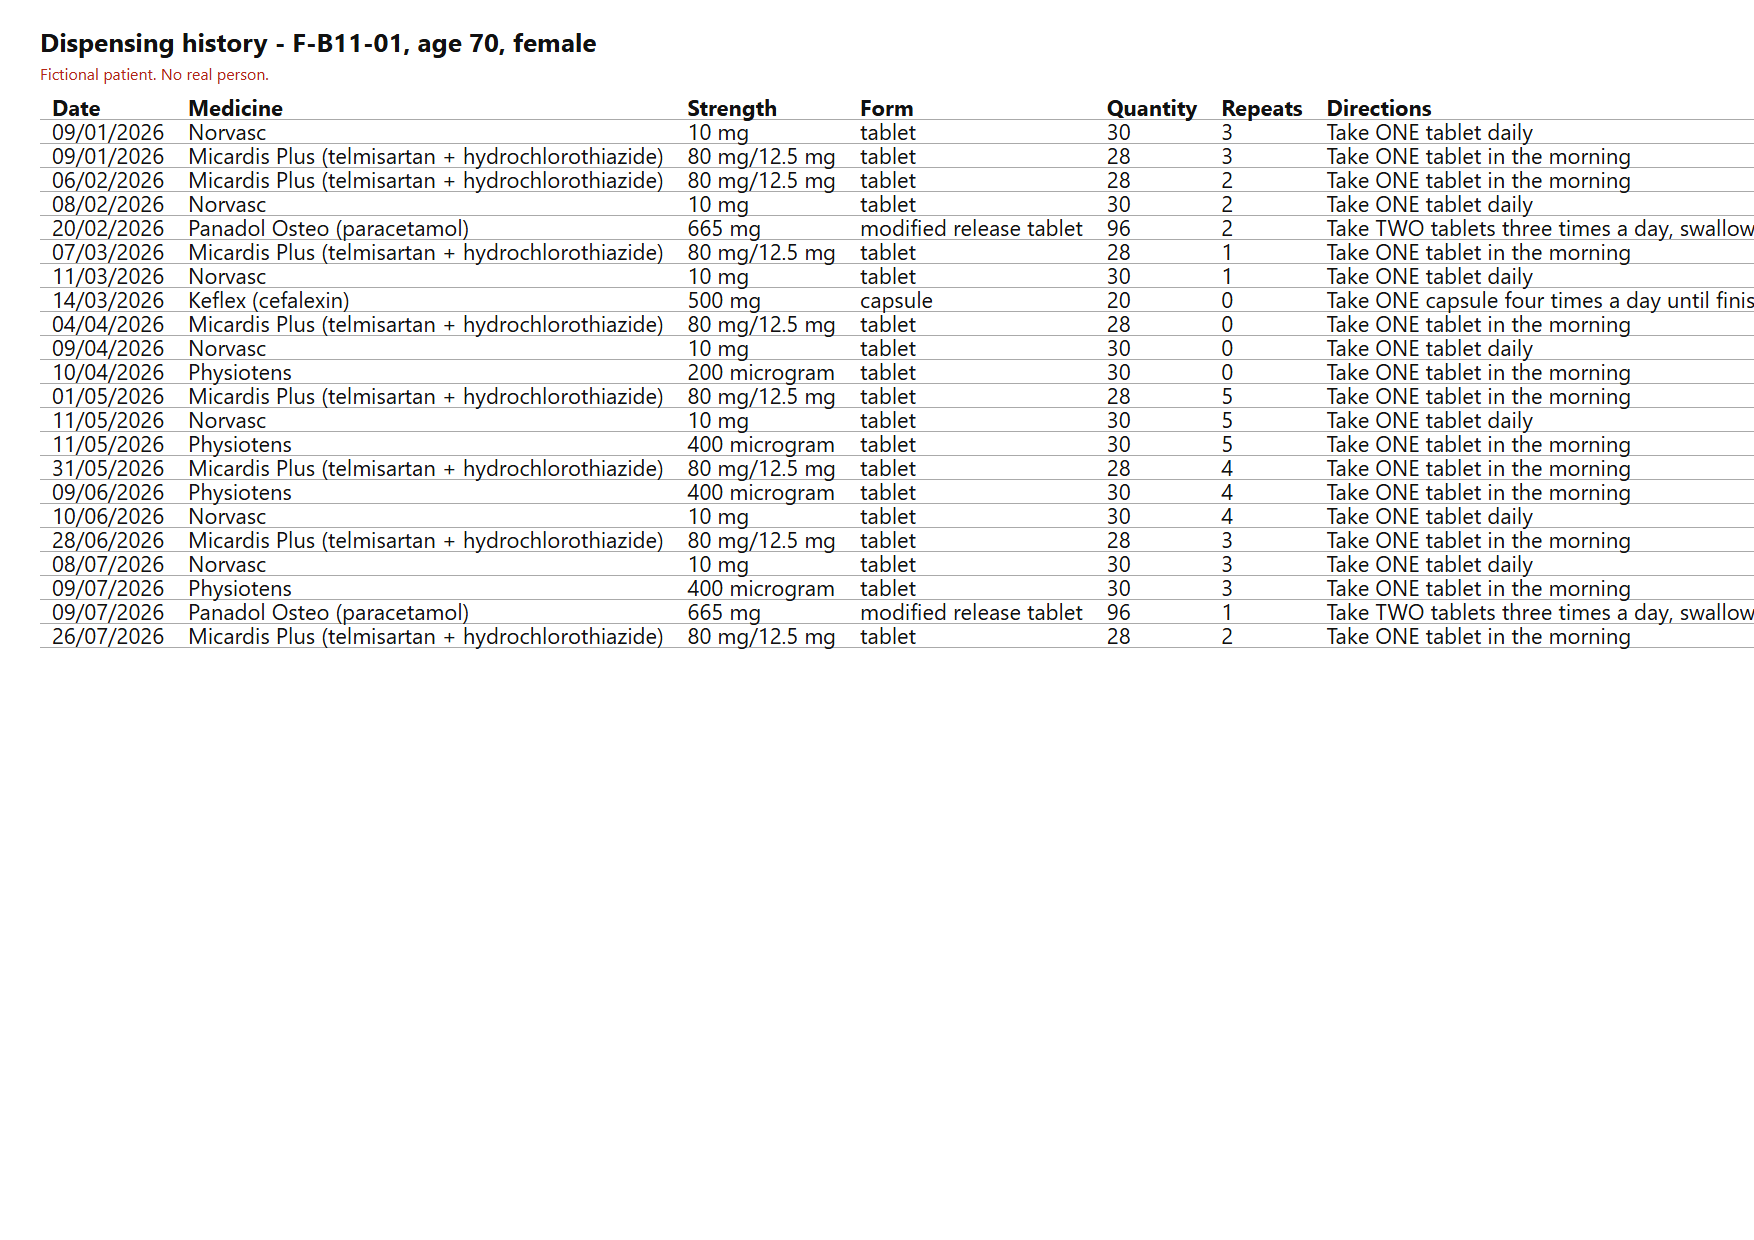 Dispensing history - F-B11-01, age 70, female
Fictional patient. No real person.
Date Medicine Strength Form Quantity Repeats Directions
09/01/2026 Norvasc 10 mg tablet 30 3 Take ONE tablet daily
09/01/2026 Micardis Plus (telmisartan + hydrochlorothiazide) 80 mg/12.5 mg tablet 28 3 Take ONE tablet in the morning
06/02/2026 Micardis Plus (telmisartan + hydrochlorothiazide) 80 mg/12.5 mg tablet 28 2 Take ONE tablet in the morning
08/02/2026 Norvasc 10 mg tablet 30 2 Take ONE tablet daily
20/02/2026 Panadol Osteo (paracetamol) 665 mg modified release tablet 96 2 Take TWO tablets three times a day, swallow
07/03/2026 Micardis Plus (telmisartan + hydrochlorothiazide) 80 mg/12.5 mg tablet 28 1 Take ONE tablet in the morning
11/03/2026 Norvasc 10 mg tablet 30 1 Take ONE tablet daily
14/03/2026 Keflex (cefalexin) 500 mg capsule 20 0 Take ONE capsule four times a day until finis
04/04/2026 Micardis Plus (telmisartan + hydrochlorothiazide) 80 mg/12.5 mg tablet 28 0 Take ONE tablet in the morning
09/04/2026 Norvasc 10 mg tablet 30 0 Take ONE tablet daily
10/04/2026 Physiotens 200 microgram tablet 30 0 Take ONE tablet in the morning
01/05/2026 Micardis Plus (telmisartan + hydrochlorothiazide) 80 mg/12.5 mg tablet 28 5 Take ONE tablet in the morning
11/05/2026 Norvasc 10 mg tablet 30 5 Take ONE tablet daily
11/05/2026 Physiotens 400 microgram tablet 30 5 Take ONE tablet in the morning
31/05/2026 Micardis Plus (telmisartan + hydrochlorothiazide) 80 mg/12.5 mg tablet 28 4 Take ONE tablet in the morning
09/06/2026 Physiotens 400 microgram tablet 30 4 Take ONE tablet in the morning
10/06/2026 Norvasc 10 mg tablet 30 4 Take ONE tablet daily
28/06/2026 Micardis Plus (telmisartan + hydrochlorothiazide) 80 mg/12.5 mg tablet 28 3 Take ONE tablet in the morning
08/07/2026 Norvasc 10 mg tablet 30 3 Take ONE tablet daily
09/07/2026 Physiotens 400 microgram tablet 30 3 Take ONE tablet in the morning
09/07/2026 Panadol Osteo (paracetamol) 665 mg modified release tablet 96 1 Take TWO tablets three times a day, swallow
26/07/2026 Micardis Plus (telmisartan + hydrochlorothiazide) 80 mg/12.5 mg tablet 28 2 Take ONE tablet in the morning